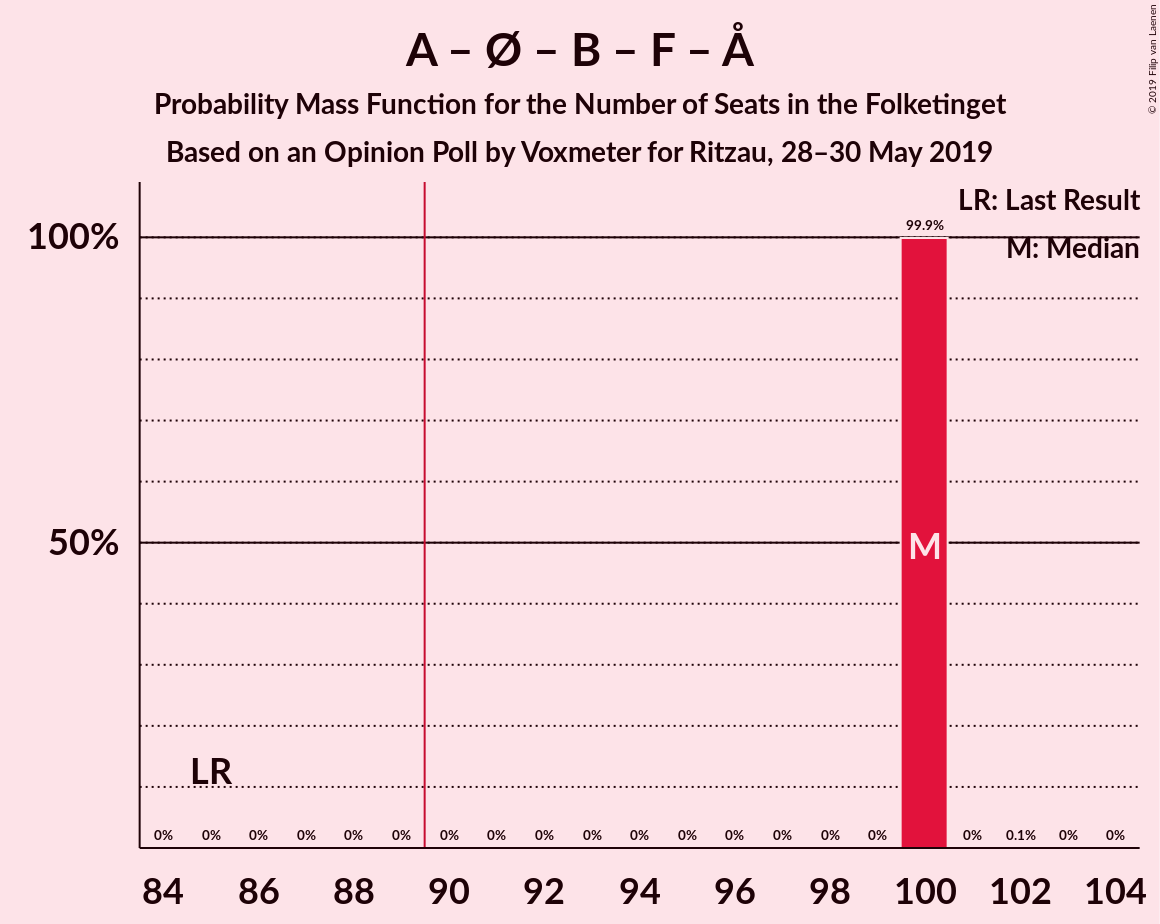 A – Ø – B – F – Å
Probability Mass Function for the Number of Seats in the Folketinget
Based on an Opinion Poll by Voxmeter for Ritzau, 28–30 May 2019
© 2019 Filip van Laenen
LR: Last Result
M: Median
100%
50%
99.9%
M
LR
0% 0% 0% 0% 0% 0% 0% 0% 0% 0% 0% 0% 0% 0% 0% 0% 0% 0.1% 0% 0%
84 86 88 90 92 94 96 98 100 102 104